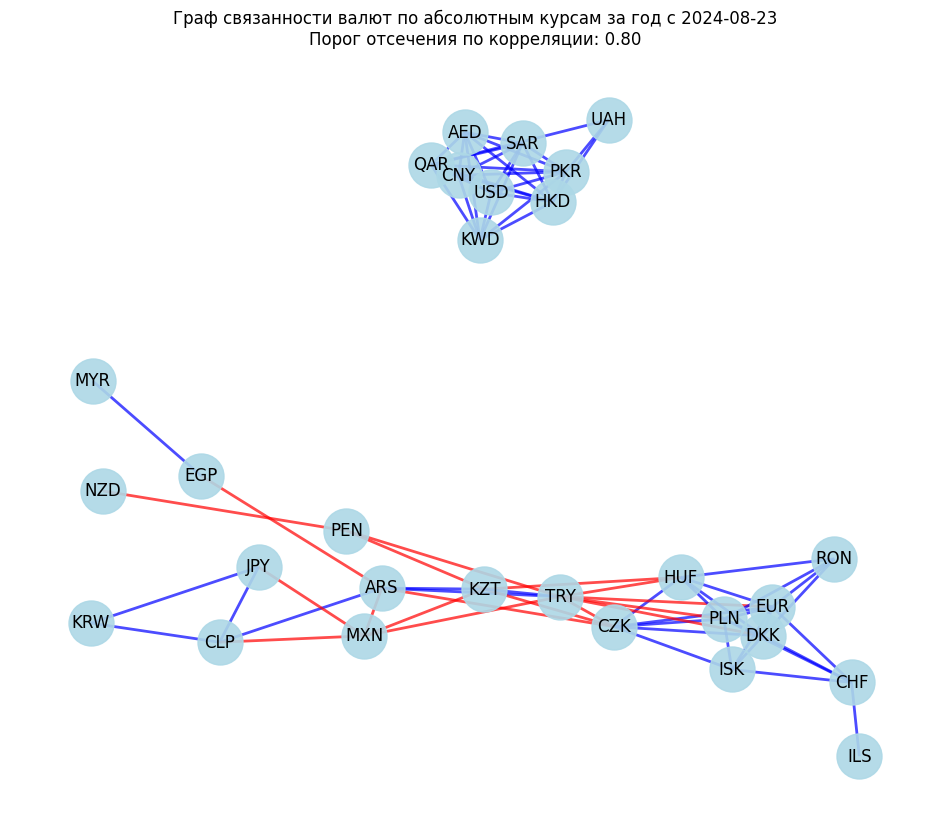 Граф связанности валют по абсолютным курсам за год с 2024-08-23
Порог отсечения по корреляции: 0.80
UAH
AED
SAR
QAR
CNY
PKR
USD
HKD
KWD
MYR
EGP
NZD
PEN
RON
JPY
HUF
ARS
KZT
TRY
EUR
KRW
PLN
CZK
DKK
CLP
MXN
ISK
CHF
ILS